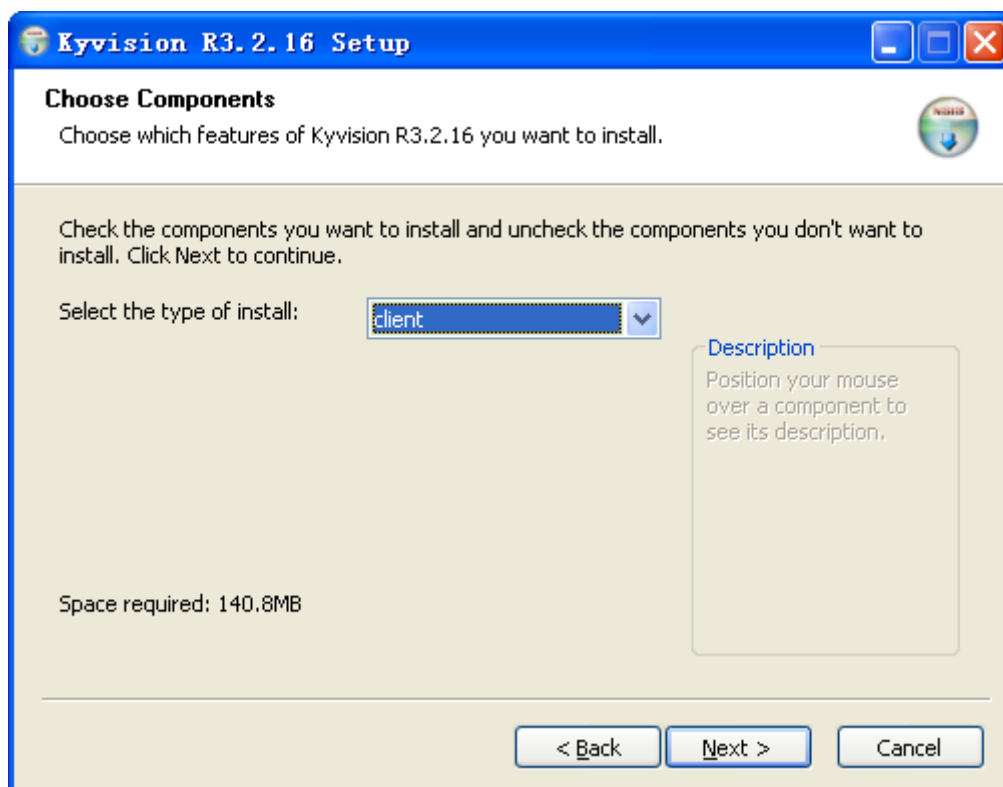 Kyvision R3.2.16 Setup
Choose Components
Choose which features of Kyvision R3.2.16 you want to install.
Check the components you want to install and uncheck the components you don't want to
install. Click Next to continue.
Select the type of install:
client
Description
Position your mouse
over a component to
see its description.
Space required: 140.8MB
< Back
Next >
Cancel